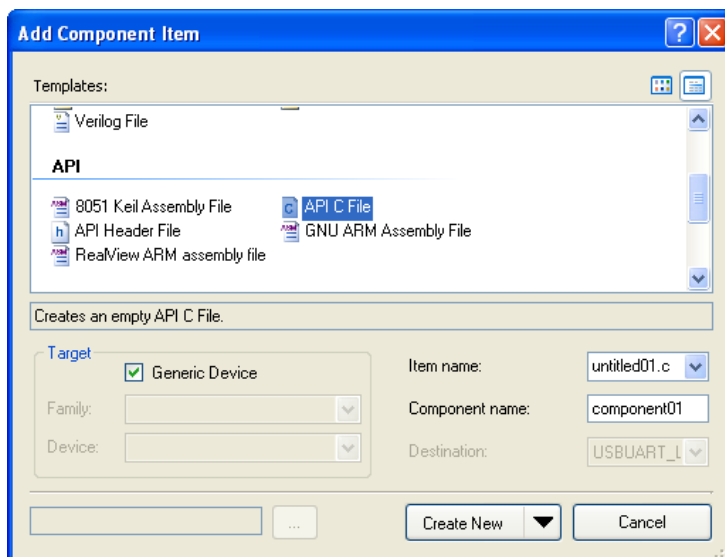 Add Component Item
Templates:
Verilog File
API
8051 Keil Assembly File API C File
API Header File GNU ARM Assembly File
RealView ARM assembly file
Creates an empty API C File.
Target
Generic Device
Item name: untitled01.c
Family:
Component name: component01
Device:
Destination: USBUART_L
... Create New Cancel